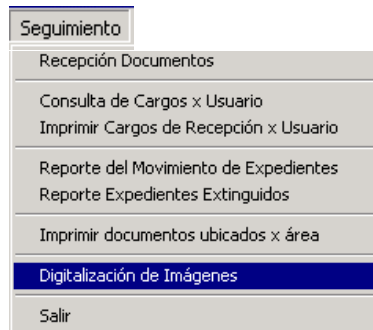 Seguimiento
Recepción Documentos
Consulta de Cargos x Usuario
Imprimir Cargos de Recepción x Usuario
Reporte del Movimiento de Expedientes
Reporte Expedientes Extinguidos
Imprimir documentos ubicados x área
Digitalización de Imágenes
Salir